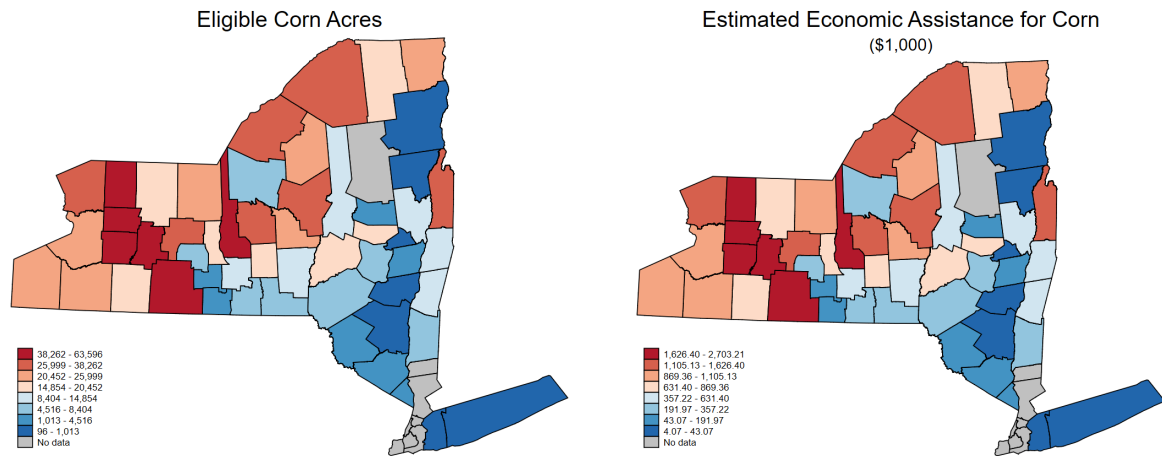 Eligible Corn Acres
38,262 - 63,596
25,999 - 38,262
20,452 - 25,999
14,854 - 20,452
8,404 - 14,854
4,516 - 8,404
1,013 - 4,516
96 - 1,013
No data
Estimated Economic Assistance for Corn
($1,000)
1,626.40 - 2,703.21
1,105.13 - 1,626.40
869.36 - 1,105.13
631.40 - 869.36
357.22 - 631.40
191.97 - 357.22
43.07 - 191.97
4.07 - 43.07
No data